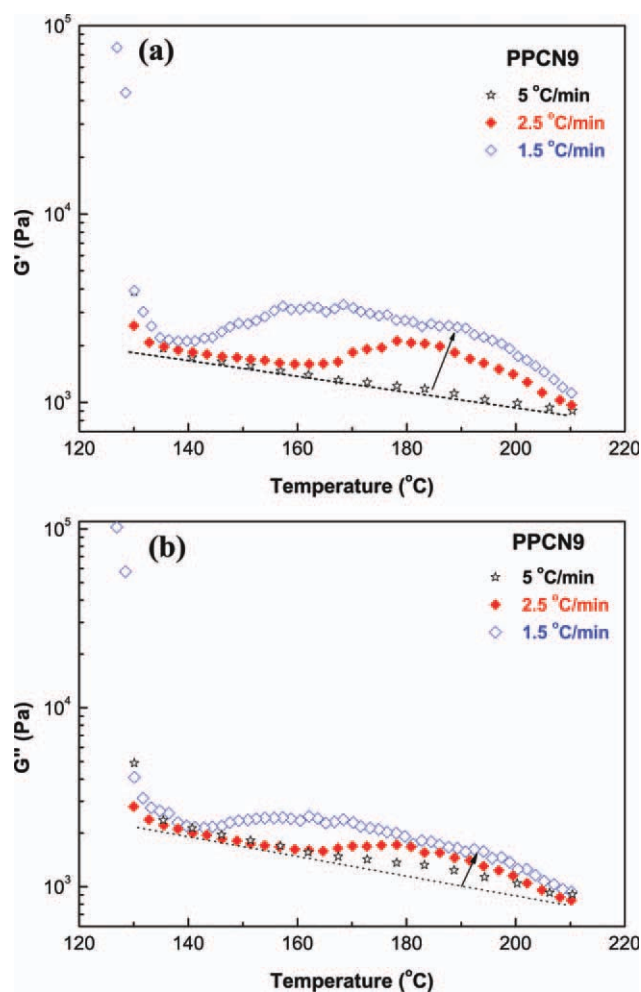 (a)
PPCN9
5 °C/min
2.5 °C/min
1.5 °C/min
10⁵
10⁴
10³
G' (Pa)
120 140 160 180 200 220
Temperature (°C)
(b)
PPCN9
5 °C/min
2.5 °C/min
1.5 °C/min
10⁵
10⁴
10³
G'' (Pa)
120 140 160 180 200 220
Temperature (°C)